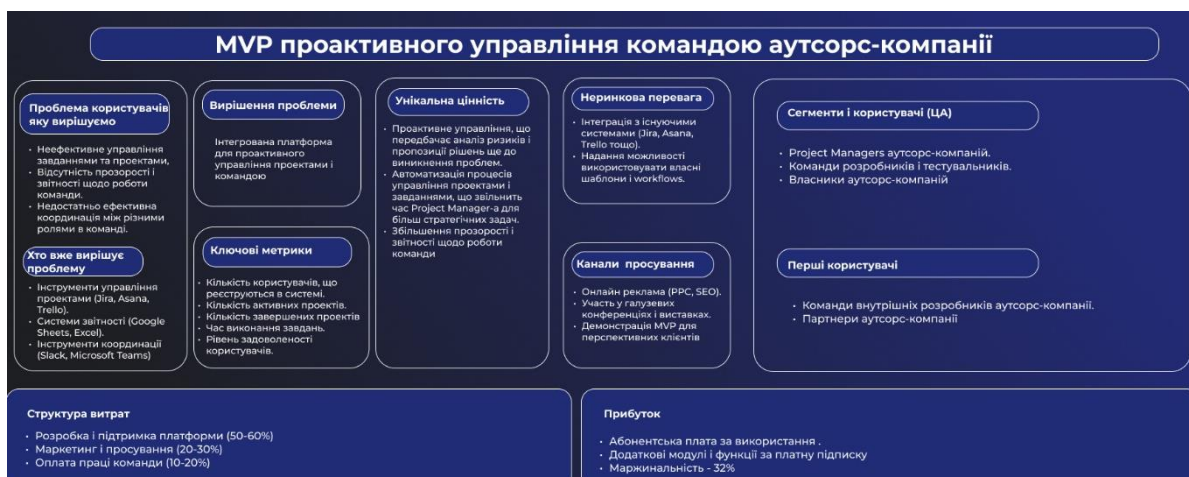 MVP проактивного управління командою аутсорс-компанії
Проблема користувачів
яку вирішуємо
• Неефективне управління
завданнями та проектами,
• Відсутність прозорості і
звітності щодо роботи
команди.
• Недостатньо ефективна
координація між різними
ролями в команді.
Хто вже вирішує
проблему
• Інструменти управління
проектами (Jira, Asana,
Trello).
• Системи звітності (Google
Sheets, Excel).
• Інструменти координації
(Slack, Microsoft Teams)
Вирішення проблеми
Інтегрована платформа
для проактивного
управління проектами і
командою
Ключові метрики
• Кількість користувачів, що
реєструються в системі.
• Кількість активних проектів.
• Кількість завершених проектів
• Час виконання завдань.
• Рівень задоволеності
користувачів.
Унікальна цінність
• Проактивне управління, що
передбачає аналіз ризиків і
пропозиції рішень ще до
виникнення проблем.
• Автоматизація процесів
управління проектами і
завданнями, що звільнить
час Project Manager-а для
більш стратегічних задач.
• Збільшення прозорості і
звітності щодо роботи
команди
Неринкова перевага
• Інтеграція з існуючими
системами (Jira, Asana,
Trello тощо).
• Надання можливості
використовувати власні
шаблони і workflows.
Канали просування
• Онлайн реклама (PPC, SEO).
• Участь у галузевих
конференціях і виставках.
• Демонстрація MVP для
перспективних клієнтів
Сегменти і користувачі (ЦА)
• Project Managers аутсорс-компаній.
• Команди розробників і тестувальників.
• Власники аутсорс-компаній
Перші користувачі
• Команди внутрішніх розробників аутсорс-компанії.
• Партнери аутсорс-компанії
Структура витрат
• Розробка і підтримка платформи (50-60%)
• Маркетинг і просування (20-30%)
• Оплата праці команди (10-20%)
Прибуток
• Абонентська плата за використання .
• Додаткові модулі і функції за платну підписку
• Маржинальність - 32%